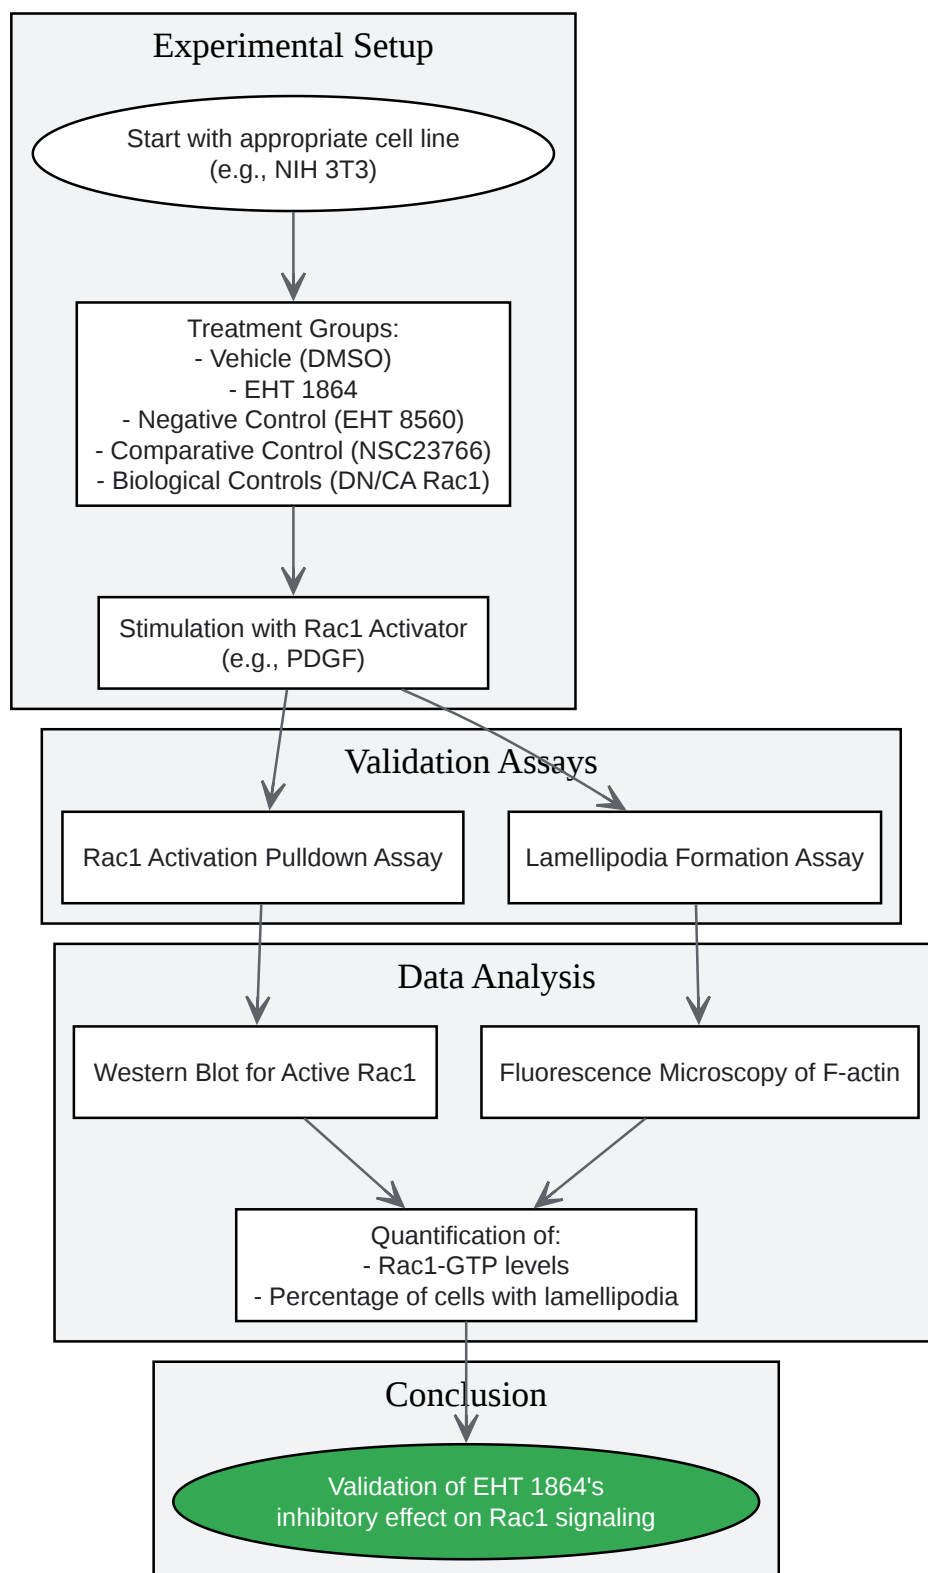 Experimental Setup
Start with appropriate cell line
(e.g., NIH 3T3)
Treatment Groups:
- Vehicle (DMSO)
- EHT 1864
- Negative Control (EHT 8560)
- Comparative Control (NSC23766)
- Biological Controls (DN/CA Rac1)
Stimulation with Rac1 Activator
(e.g., PDGF)
Validation Assays
Rac1 Activation Pulldown Assay
Lamellipodia Formation Assay
Data Analysis
Western Blot for Active Rac1
Fluorescence Microscopy of F-actin
Quantification of:
- Rac1-GTP levels
- Percentage of cells with lamellipodia
Conclusion
Validation of EHT 1864's
inhibitory effect on Rac1 signaling